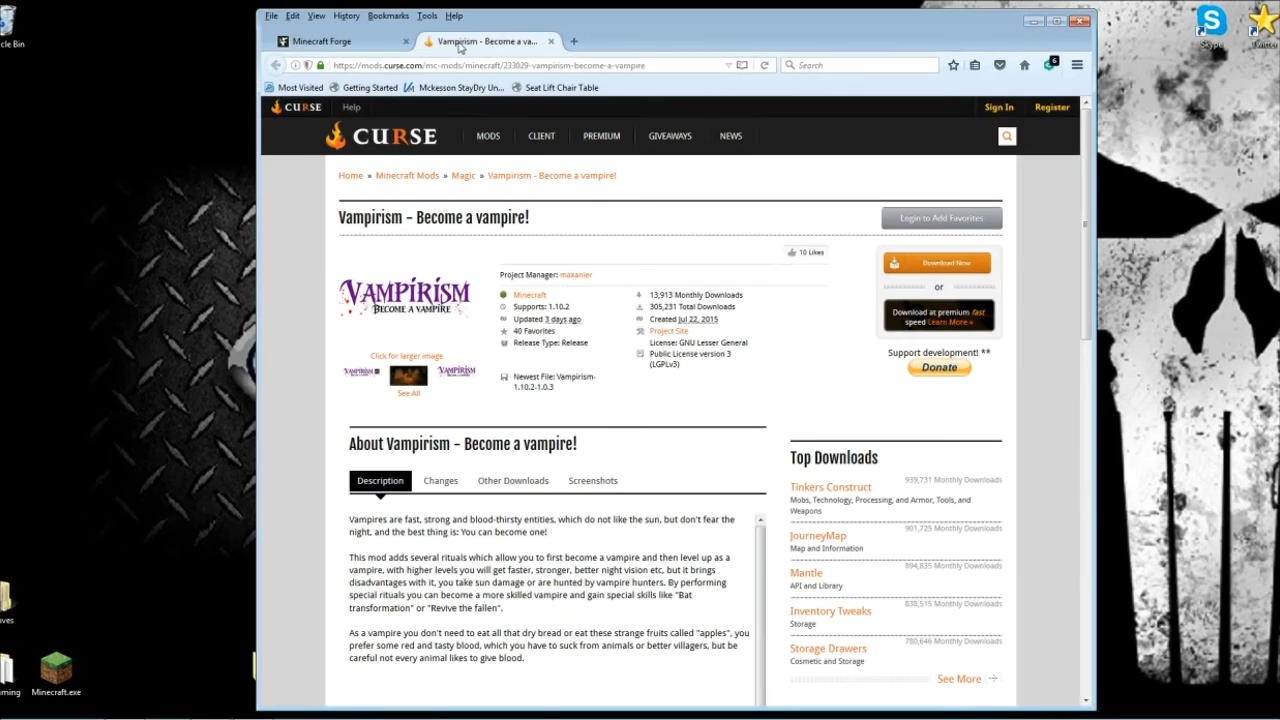 cle Bin
Skype
Twitter
aves
ming
Minecraft.exe
File Edit View History Bookmarks Tools Help
Minecraft Forge
Vampirism - Become a va...
https://mods.curse.com/mc-mods/minecraft/233029-vampirism-become-a-vampire
Search
6
Most Visited Getting Started Mckesson StayDry Un... Seat Lift Chair Table
CURSE Help Sign In Register
CURSE MODS CLIENT PREMIUM GIVEAWAYS NEWS
Home » Minecraft Mods » Magic » Vampirism - Become a vampire!
Vampirism - Become a vampire!
Login to Add Favorites
10 Likes
VAMPIRISM
BECOME A VAMPIRE
Click for larger image
See All
Project Manager: maxanier
Minecraft
Supports: 1.10.2
Updated 3 days ago
40 Favorites
Release Type: Release
Newest File: Vampirism-
1.10.2-1.0.3
13,913 Monthly Downloads
305,231 Total Downloads
Created Jul 22, 2015
Project Site
License: GNU Lesser General
Public License version 3
(LGPLv3)
Download Now
or
Download at premium fast
speed Learn More »
Support development! **
Donate
About Vampirism - Become a vampire!
Description Changes Other Downloads Screenshots
Vampires are fast, strong and blood-thirsty entities, which do not like the sun, but don't fear the
night, and the best thing is: You can become one!
This mod adds several rituals which allow you to first become a vampire and then level up as a
vampire, with higher levels you will get faster, stronger, better night vision etc, but it brings
disadvantages with it, you take sun damage or are hunted by vampire hunters. By performing
special rituals you can become a more skilled vampire and gain special skills like "Bat
transformation" or "Revive the fallen".
As a vampire you don't need to eat all that dry bread or eat these strange fruits called "apples", you
prefer some red and tasty blood, which you have to suck from animals or better villagers, but be
careful not every animal likes to give blood.
Top Downloads
Tinkers Construct 939,731 Monthly Downloads
Mobs, Technology, Processing, and Armor, Tools, and
Weapons
JourneyMap 901,725 Monthly Downloads
Map and Information
Mantle 894,835 Monthly Downloads
API and Library
Inventory Tweaks 838,515 Monthly Downloads
Storage
Storage Drawers 780,646 Monthly Downloads
Cosmetic and Storage
See More